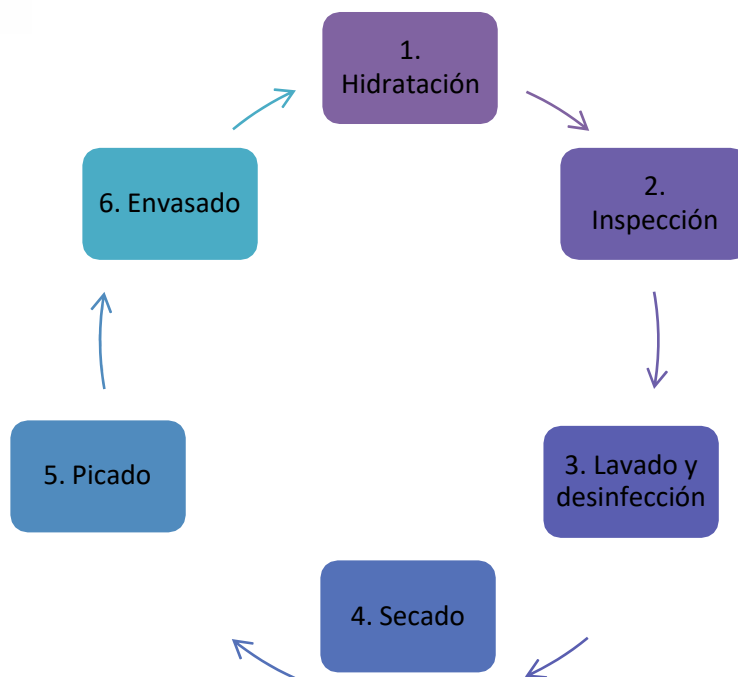 1.
Hidratación
2.
Inspección
3. Lavado y
desinfección
4. Secado
5. Picado
6. Envasado